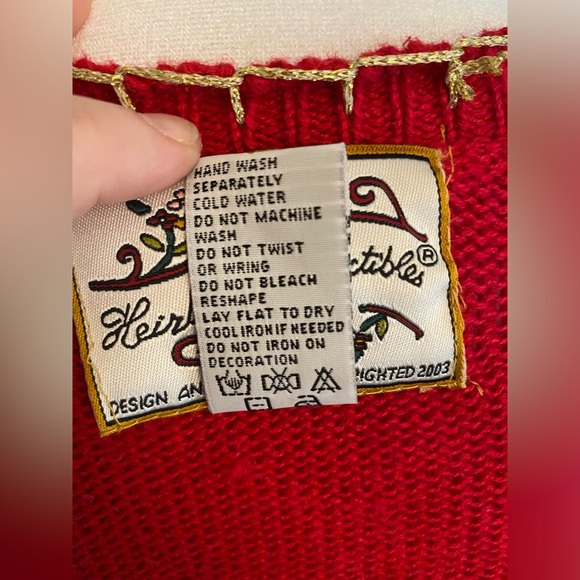 HAND WASH
SEPARATELY
COLD WATER
DO NOT MACHINE
WASH
DO NOT TWIST
OR WRING
DO NOT BLEACH
RESHAPE
LAY FLAT TO DRY
COOL IRON IF NEEDED
DO NOT IRON ON
DECORATION
Heirl ctibles®
DESIGN AN RIGHTED 2003